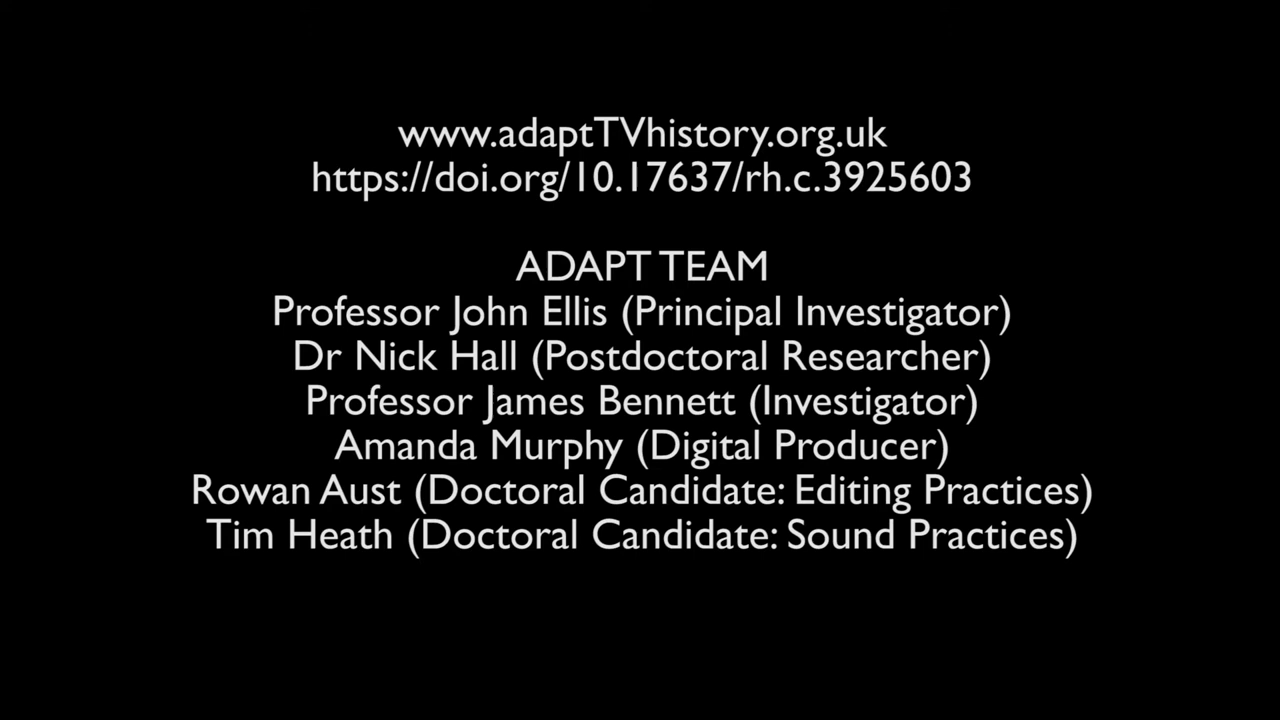 www.adaptTVhistory.org.uk
https://doi.org/10.17637/rh.c.3925603
ADAPT TEAM
Professor John Ellis (Principal Investigator)
Dr Nick Hall (Postdoctoral Researcher)
Professor James Bennett (Investigator)
Amanda Murphy (Digital Producer)
Rowan Aust (Doctoral Candidate: Editing Practices)
Tim Heath (Doctoral Candidate: Sound Practices)